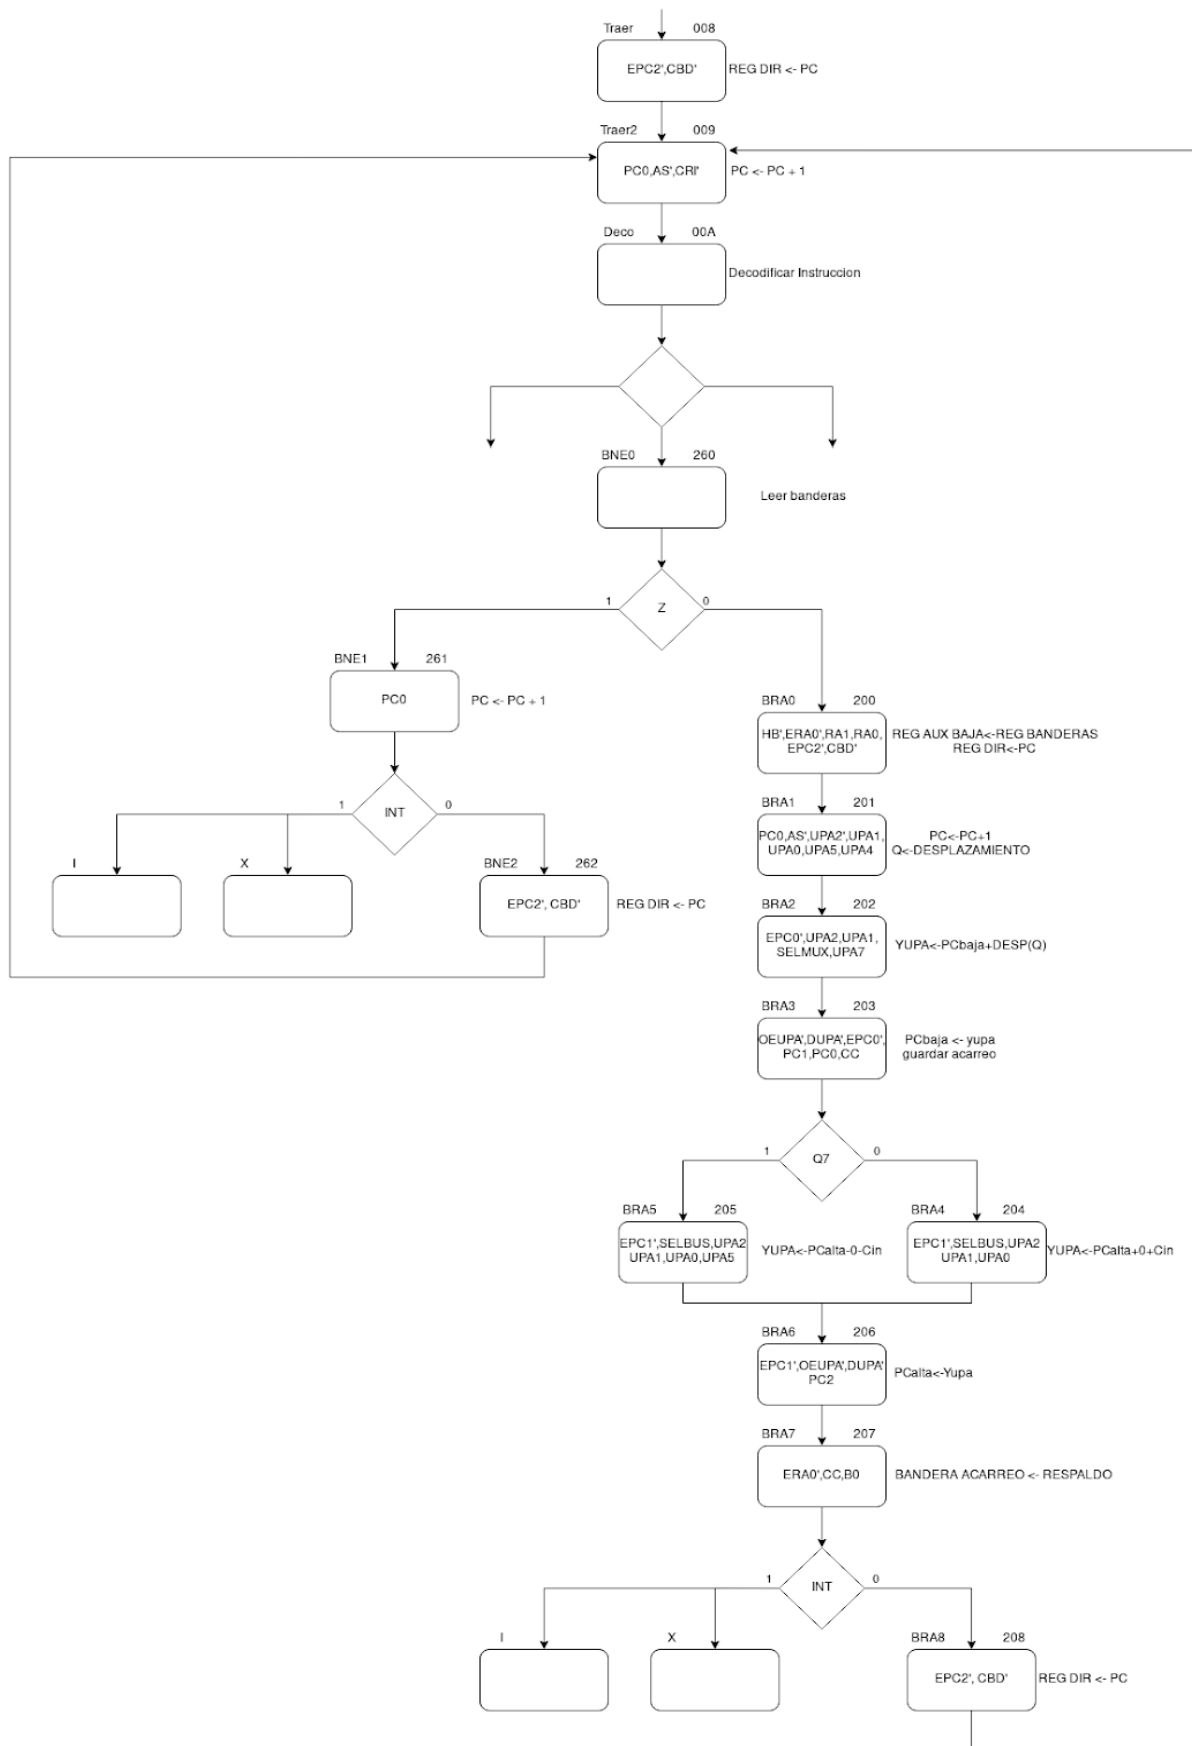 Traer 008
EPC2',CBD' REG DIR <- PC
Traer2 009
PC0,AS',CRI' PC <- PC + 1
Deco 00A
Decodificar Instruccion
BNE0 260
Leer banderas
1 Z 0
BNE1 261
PC0 PC <- PC + 1
BRA0 200
HB',ERA0',RA1,RA0, REG AUX BAJA<-REG BANDERAS
EPC2',CBD' REG DIR<-PC
1 INT 0
BRA1 201
PC0,AS',UPA2',UPA1, PC<-PC+1
UPA0,UPA5,UPA4 Q<-DESPLAZAMIENTO
I X BNE2 262
EPC2', CBD' REG DIR <- PC
BRA2 202
EPC0',UPA2,UPA1, YUPA<-PCbaja+DESP(Q)
SELMUX,UPA7
BRA3 203
OEUPA',DUPA',EPC0', PCbaja <- yupa
PC1,PC0,CC guardar acarreo
1 Q7 0
BRA5 205 BRA4 204
EPC1',SELBUS,UPA2 YUPA<-PCalta-0-Cin EPC1',SELBUS,UPA2 YUPA<-PCalta+0+Cin
UPA1,UPA0,UPA5 UPA1,UPA0
BRA6 206
EPC1',OEUPA',DUPA' PCalta<-Yupa
PC2
BRA7 207
ERA0',CC,B0 BANDERA ACARREO <- RESPALDO
1 INT 0
I X BRA8 208
EPC2', CBD' REG DIR <- PC